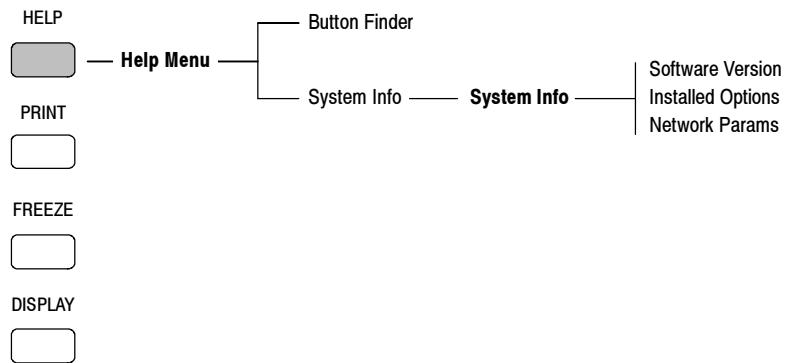 HELP
Help Menu
Button Finder
System Info
System Info
Software Version
Installed Options
Network Params
PRINT
FREEZE
DISPLAY